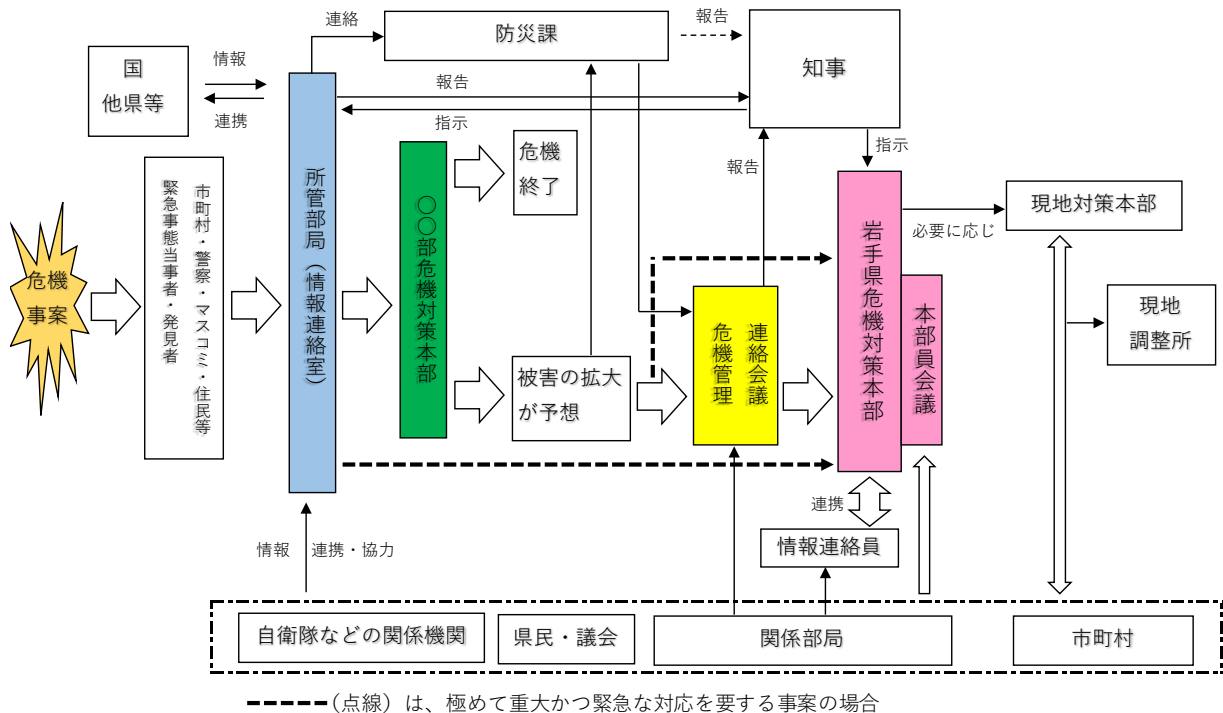 連絡
防災課
報告
知事
国
他県等
情報
連携
報告
指示
指示
危機
事案
緊急事態当事者・発見者
市町村・警察・マスコミ・住民等
所管部局（情報連絡室）
〇〇部危機対策本部
危機
終了
被害の拡大
が予想
報告
危機管理
連絡会議
岩手県危機対策本部
本部員会議
必要に応じ
現地対策本部
現地
調整所
連携
情報連絡員
情報
連携・協力
自衛隊などの関係機関
県民・議会
関係部局
市町村
（点線）は、極めて重大かつ緊急な対応を要する事案の場合